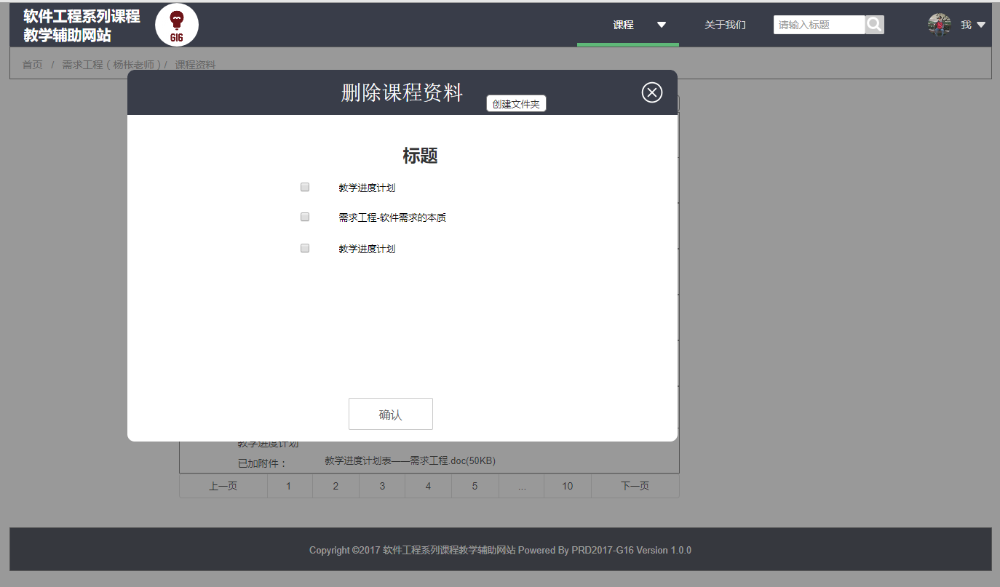 软件工程系列课程
教学辅助网站
G16
课程
关于我们
请输入标题
我
首页 / 需求工程（杨枨老师）/ 课程资料
删除课程资料
创建文件夹
标题
教学进度计划
需求工程-软件需求的本质
教学进度计划
确认
教学进度计划
已加附件： 教学进度计划表——需求工程.doc(50KB)
上一页 1 2 3 4 5 ... 10 下一页
Copyright ©2017 软件工程系列课程教学辅助网站 Powered By PRD2017-G16 Version 1.0.0